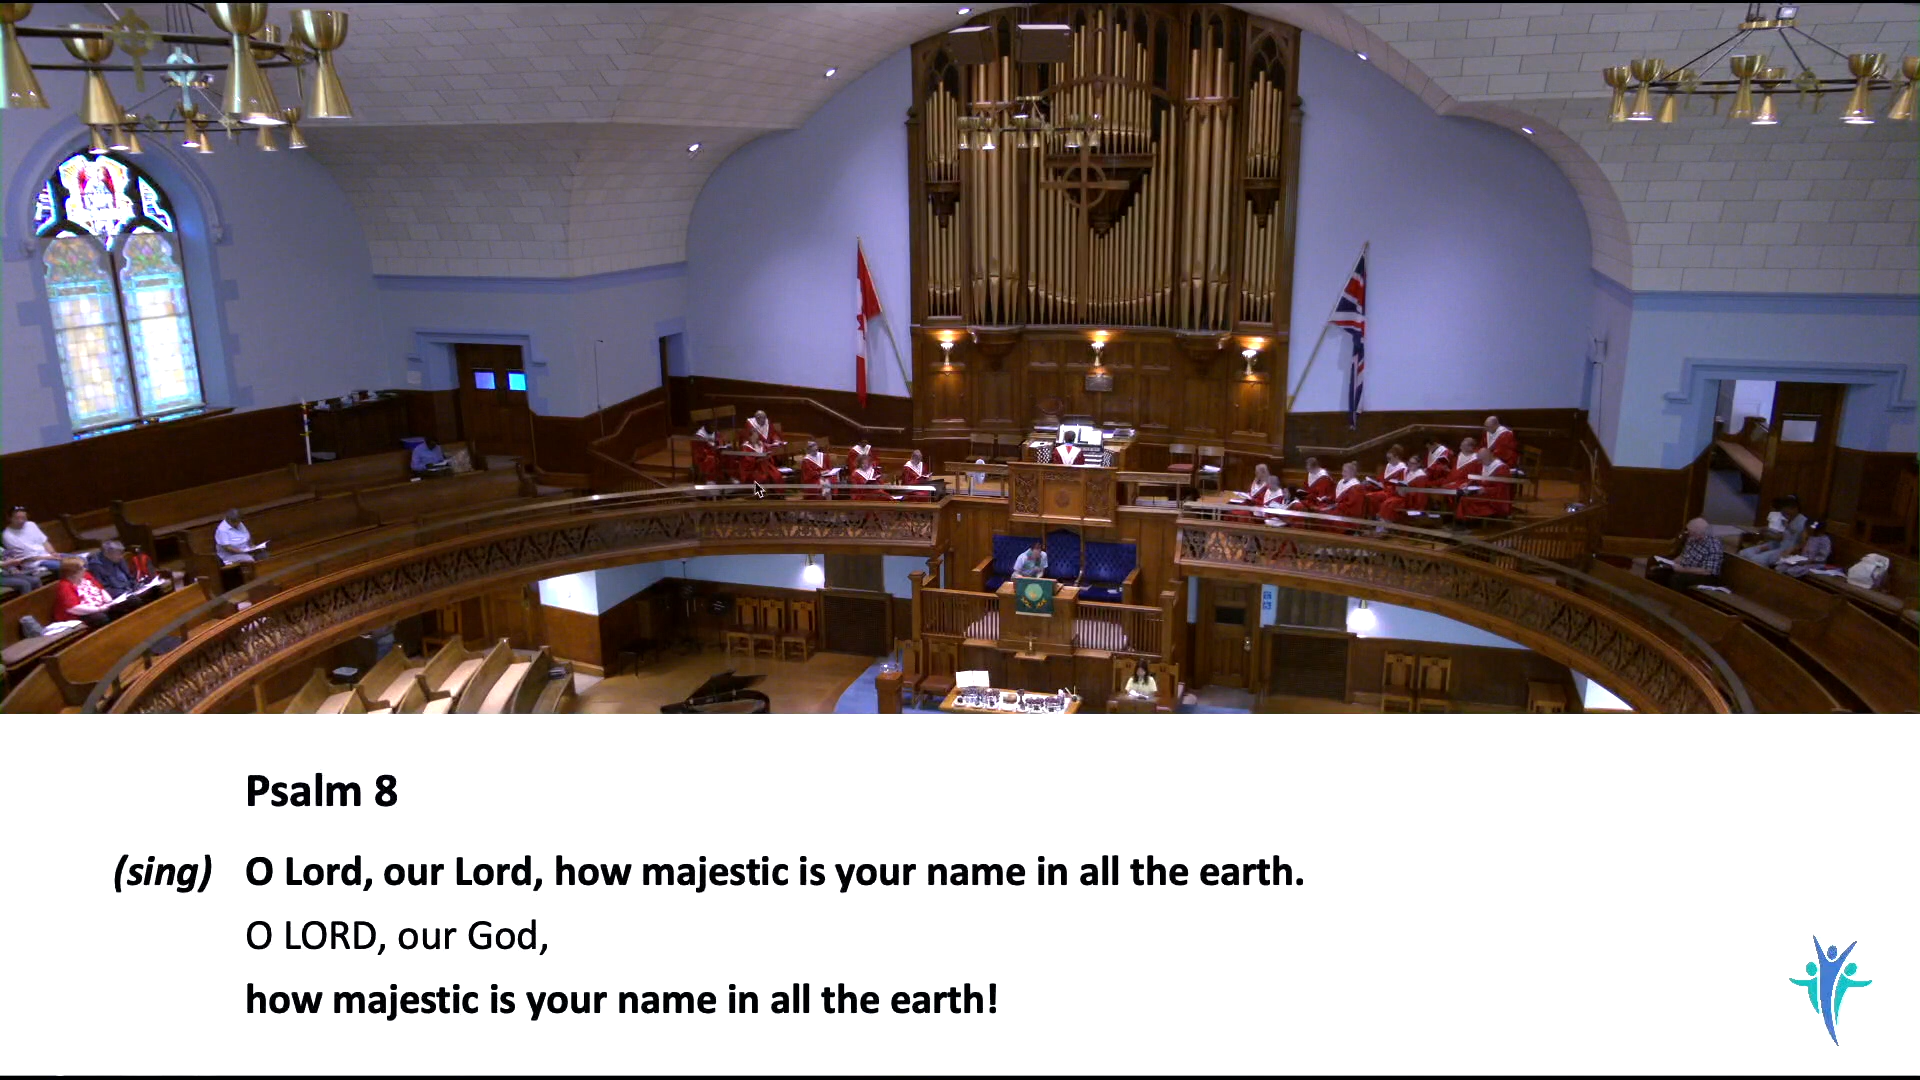 Psalm 8
(sing) O Lord, our Lord, how majestic is your name in all the earth.
O LORD, our God,
how majestic is your name in all the earth!